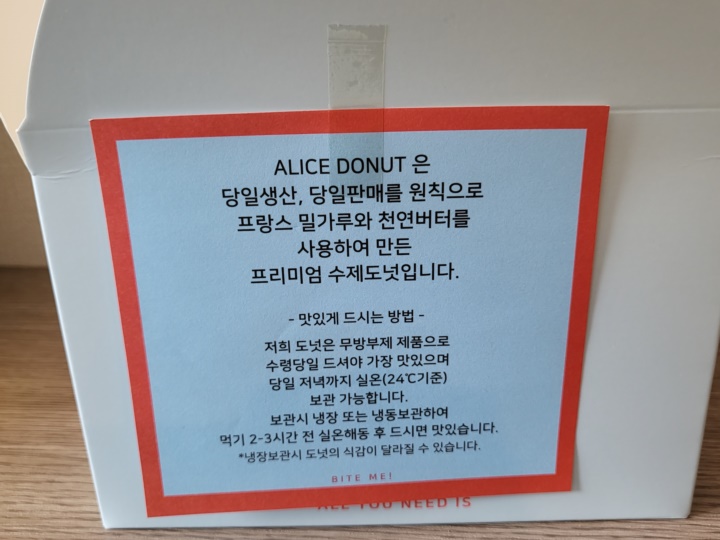 ALICE DONUT 은
당일생산, 당일판매를 원칙으로
프랑스 밀가루와 천연버터를
사용하여 만든
프리미엄 수제도넛입니다.
- 맛있게 드시는 방법 -
저희 도넛은 무방부제 제품으로
수령당일 드셔야 가장 맛있으며
당일 저녁까지 실온(24℃기준)
보관 가능합니다.
보관시 냉장 또는 냉동보관하여
먹기 2-3시간 전 실온해동 후 드시면 맛있습니다.
*냉장보관시 도넛의 식감이 달라질 수 있습니다.
BITE ME!
ALL YOU NEED IS